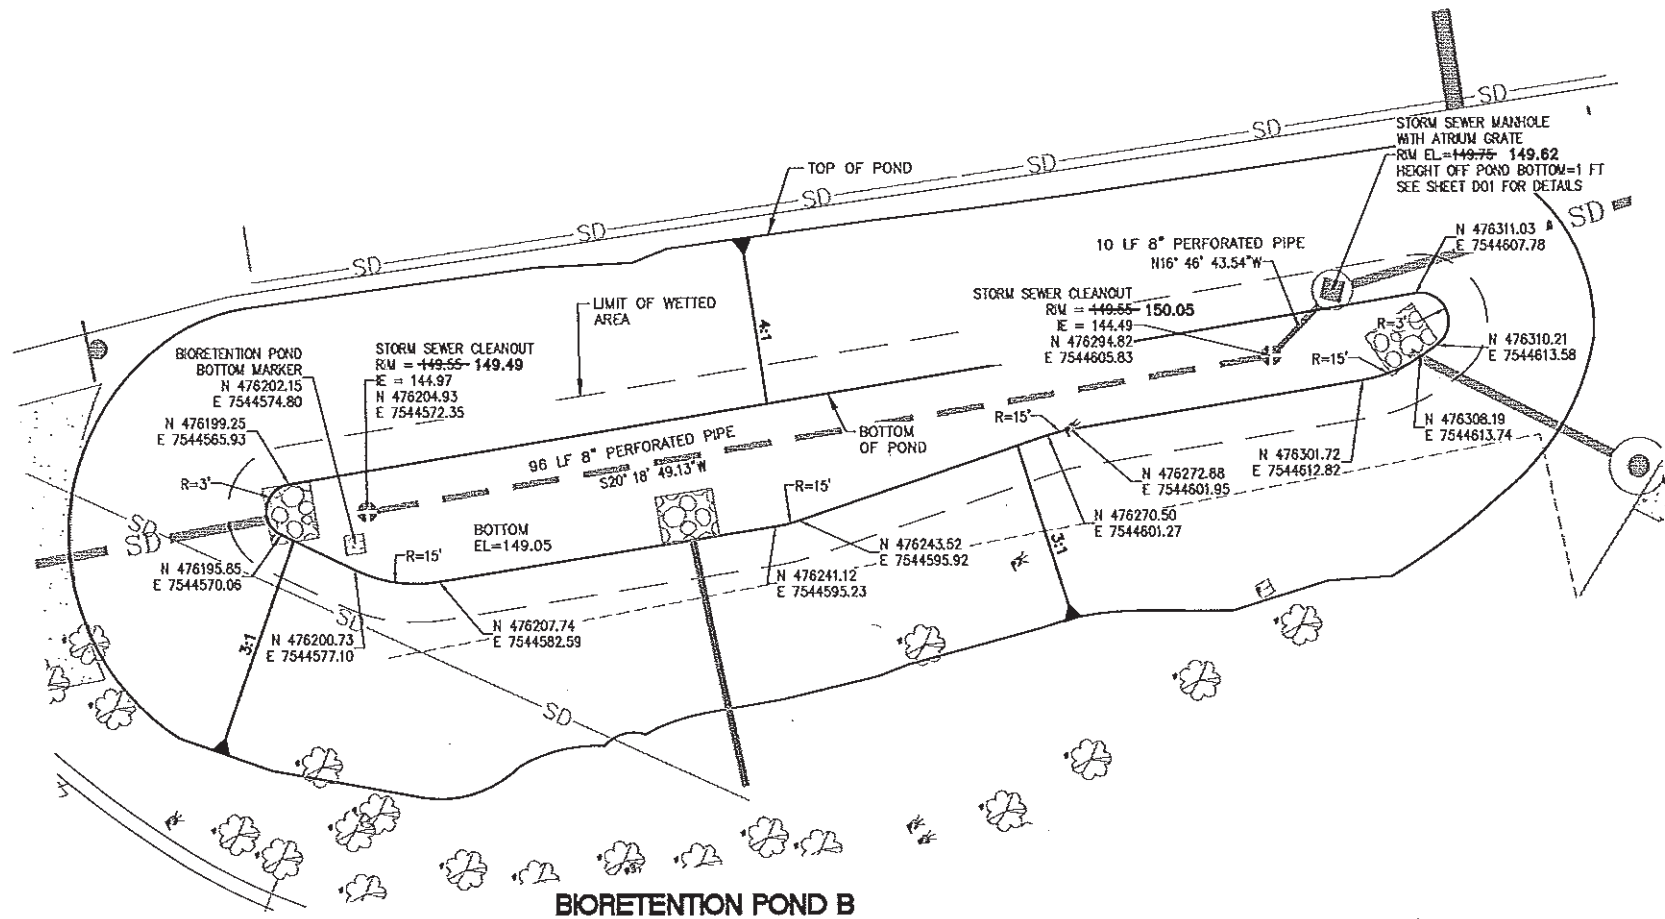 SD
STORM SEWER MANHOLE
WITH ATRIUM GRATE
RIM EL=149.75 149.62
HEIGHT OFF POND BOTTOM=1 FT
SEE SHEET D01 FOR DETAILS
SD
SD
TOP OF POND
SD
SD
SD
SD
N 476311.03
E 7544607.78
10 LF 8" PERFORATED PIPE
N16° 46' 43.54"W
STORM SEWER CLEANOUT
RIM = 149.55 150.05
IE = 144.49
N 476294.82
E 7544605.83
LIMIT OF WETTED
AREA
4:1
R=3'
R=15'
N 476310.21
E 7544613.58
BIORETENTION POND
BOTTOM MARKER
N 476202.15
E 7544574.80
STORM SEWER CLEANOUT
RIM = 149.55 149.49
IE = 144.97
N 476204.93
E 7544572.35
N 476199.25
E 7544565.93
BOTTOM
OF POND
R=15'
N 476308.19
E 7544613.74
96 LF 8" PERFORATED PIPE
S20° 18' 49.13"W
N 476301.72
E 7544612.82
N 476272.88
E 7544601.95
R=3'
R=15'
N 476270.50
E 7544601.27
SD
SD
BOTTOM
EL=149.05
R=15'
N 476243.52
E 7544595.92
3:1
N 476195.85
E 7544570.06
N 476241.12
E 7544595.23
N 476207.74
E 7544582.59
N 476200.73
E 7544577.10
3:1
SD
BIORETENTION POND B